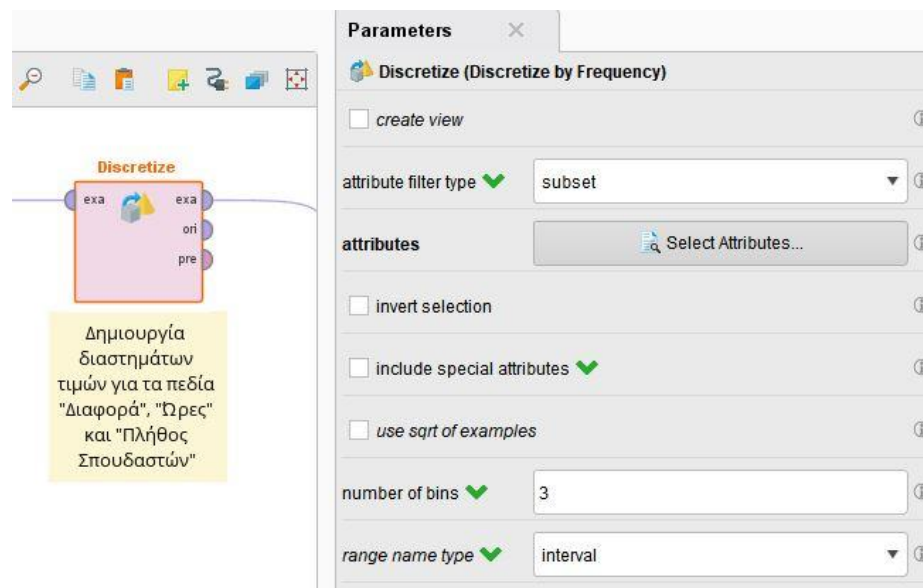 Parameters
Discretize (Discretize by Frequency)
create view
attribute filter type
subset
attributes
Select Attributes...
invert selection
include special attributes
use sqrt of examples
number of bins
3
range name type
interval
Discretize
exa
exa
ori
pre
Δημιουργία
διαστημάτων
τιμών για τα πεδία
"Διαφορά", "Ώρες"
και "Πλήθος
Σπουδαστών"